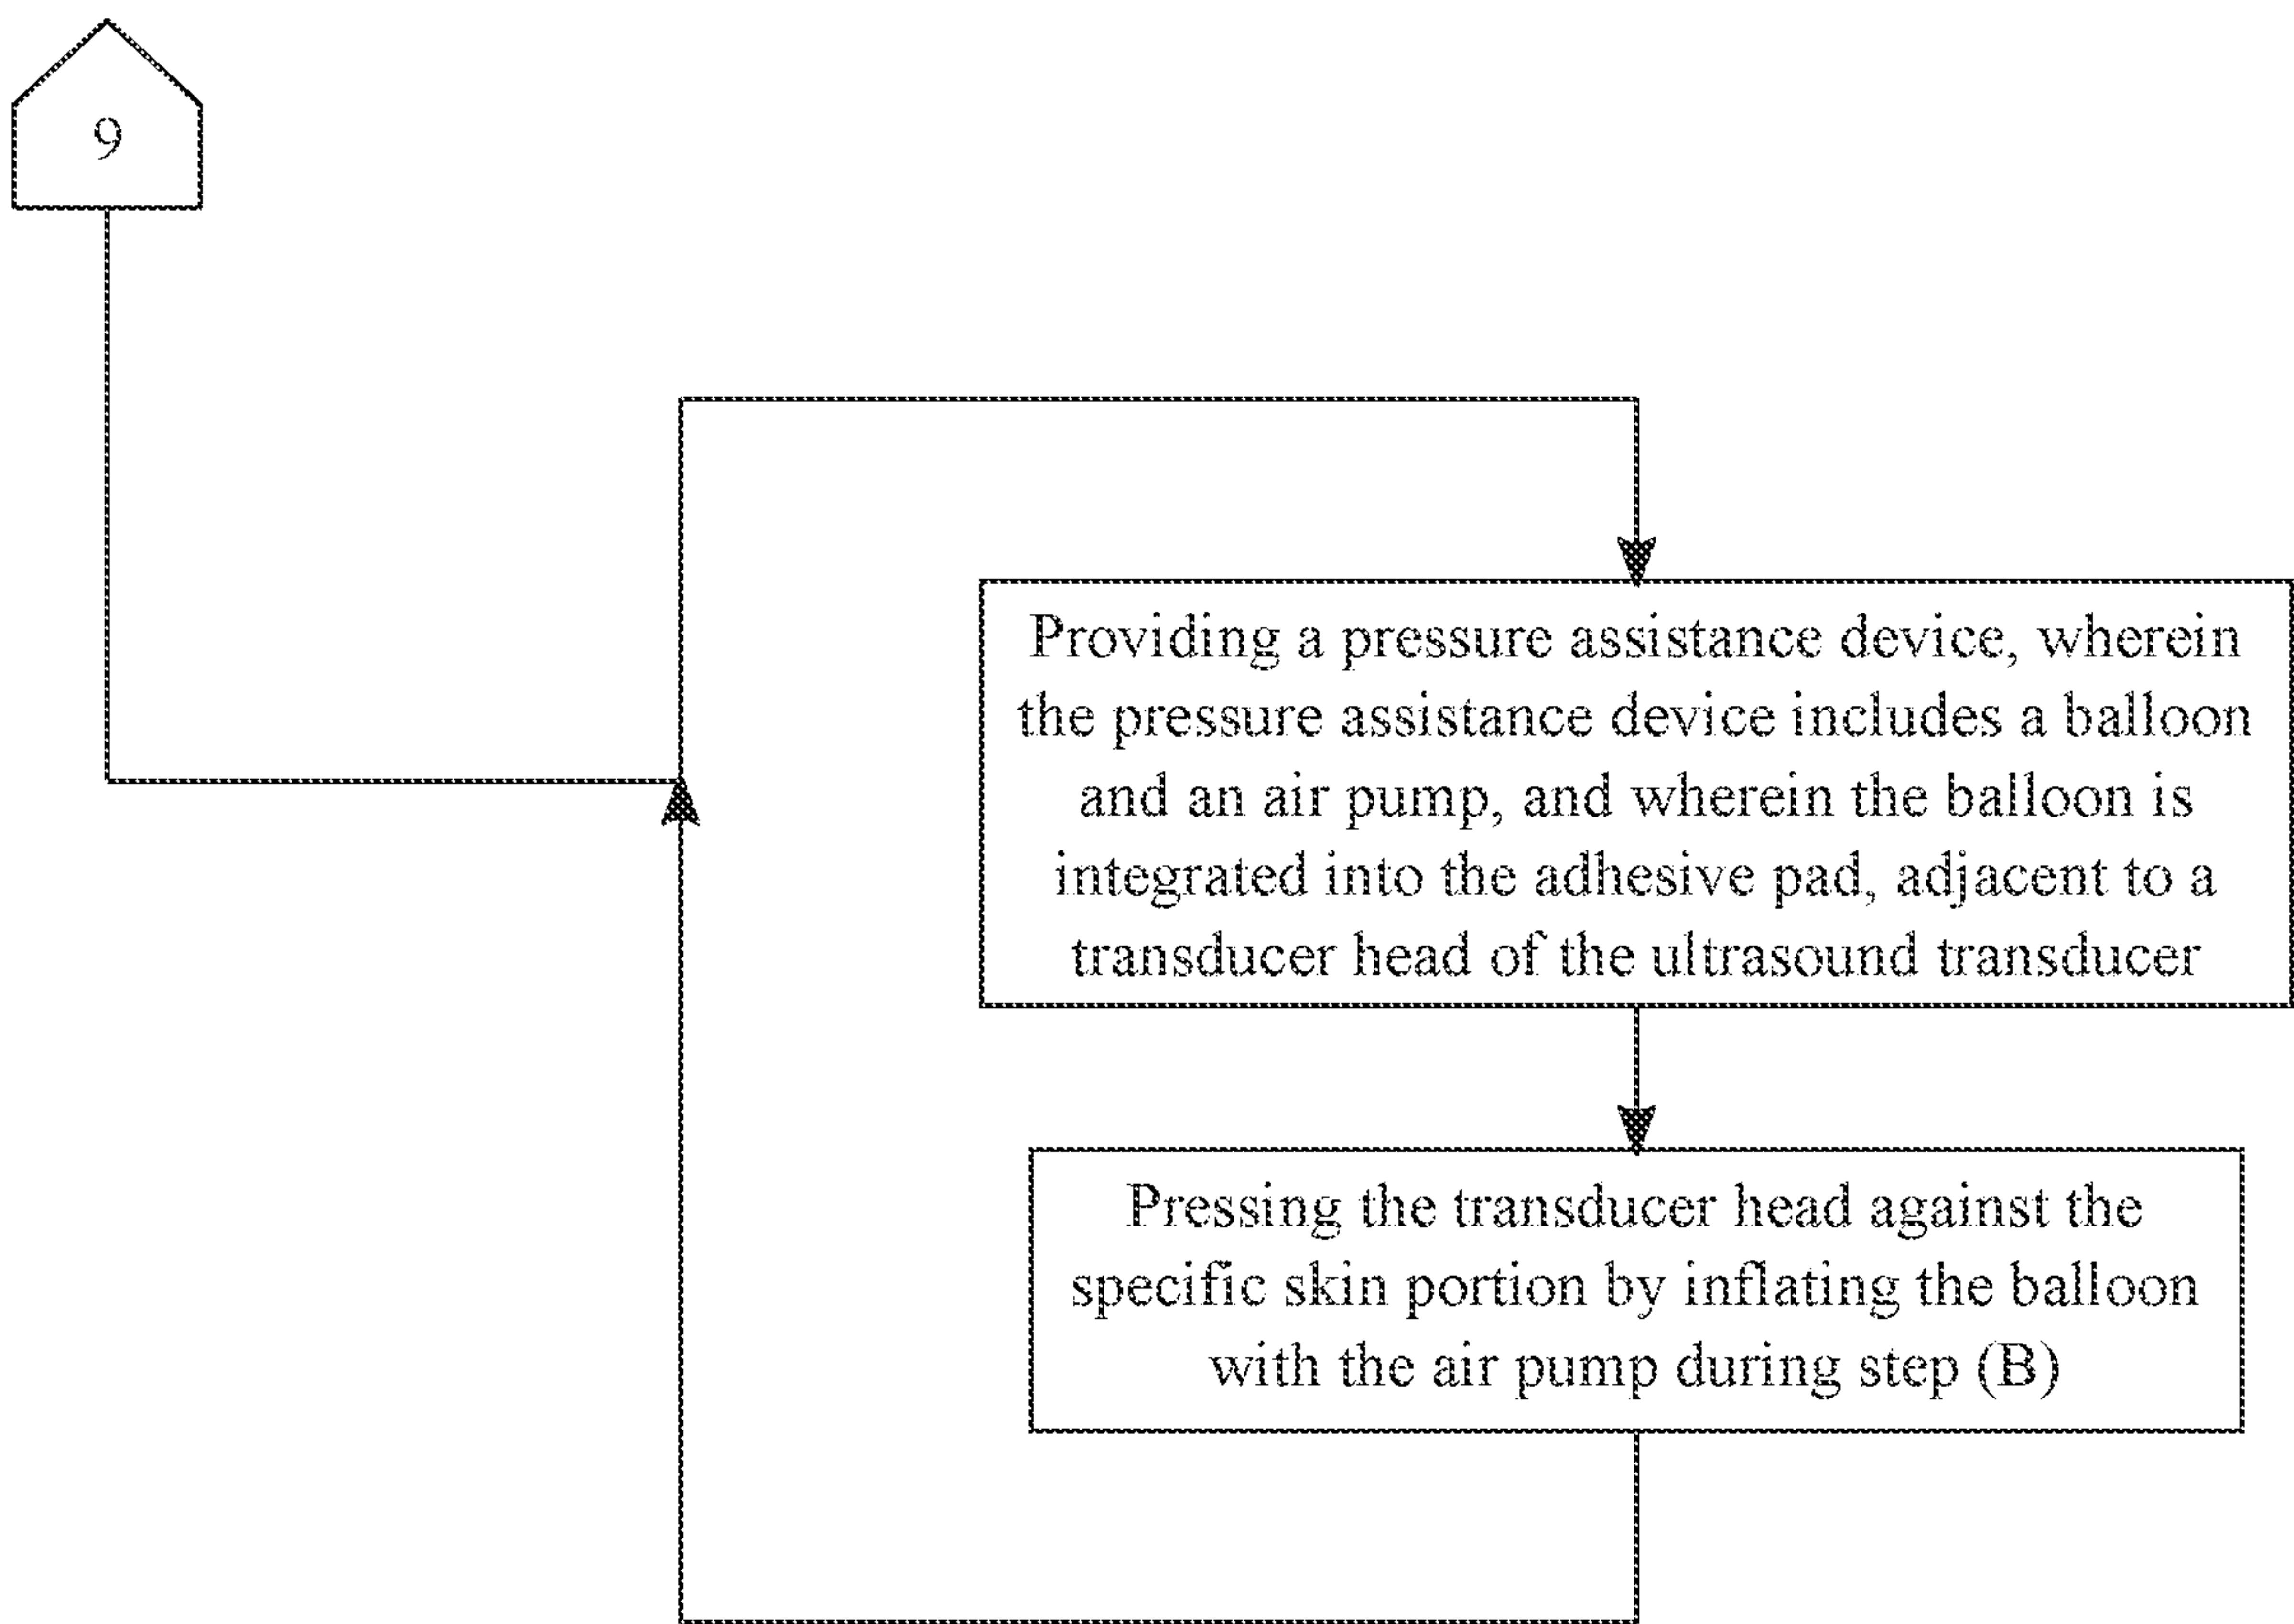 9
Providing a pressure assistance device, wherein
the pressure assistance device includes a balloon
and an air pump, and wherein the balloon is
integrated into the adhesive pad, adjacent to a
transducer head of the ultrasound transducer
Pressing the transducer head against the
specific skin portion by inflating the balloon
with the air pump during step (B)